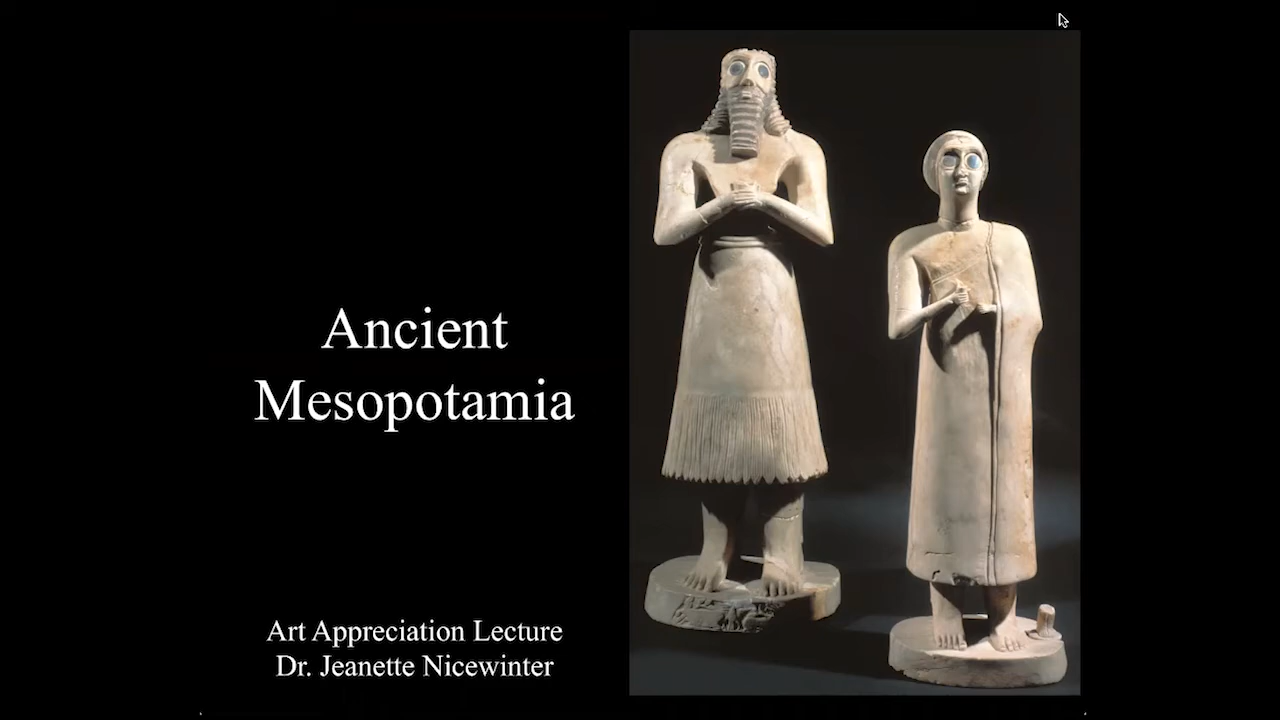 Ancient
Mesopotamia
Art Appreciation Lecture
Dr. Jeanette Nicewinter